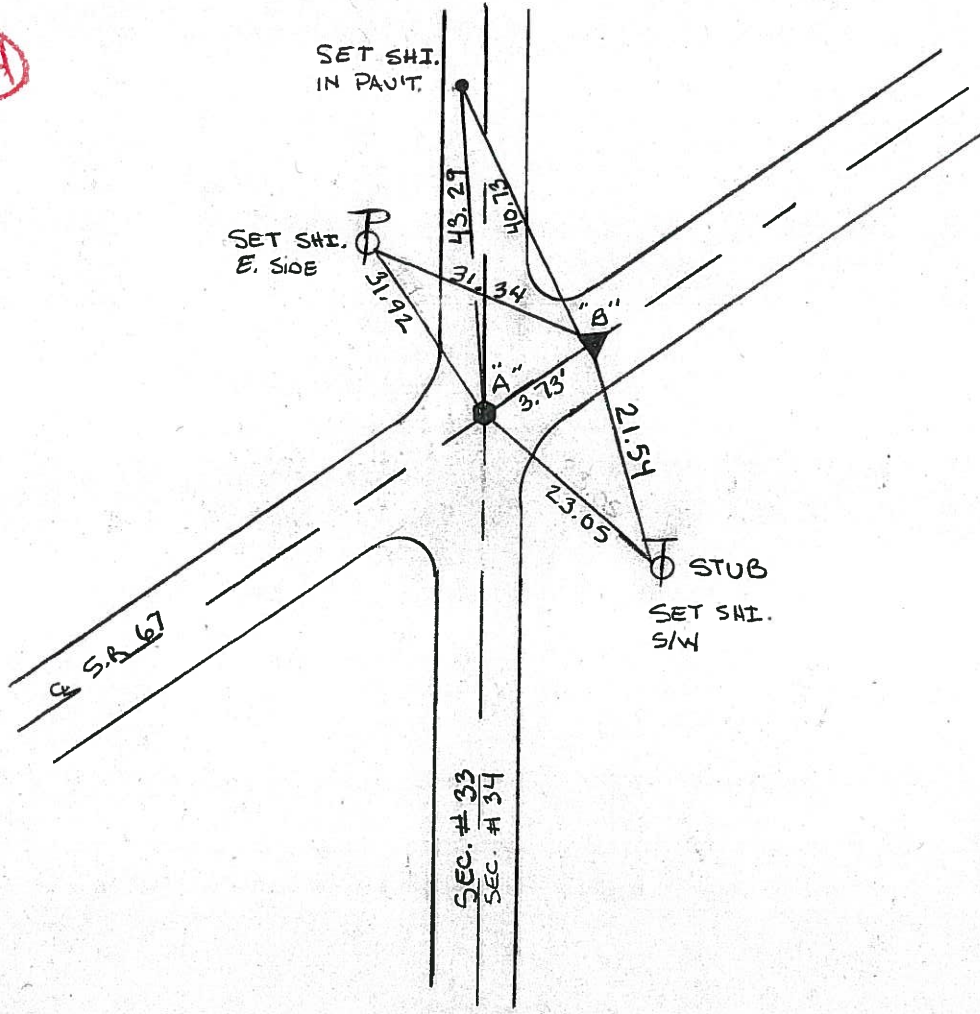 SET SHI.
IN PAV'T.
43.29
40.73
SET SHI.
E. SIDE
31.92
31.34
"B"
"A"
3.73'
21.54
23.05
STUB
SET SHI.
S/W
℄ S.R. 67
SEC. # 33
SEC. # 34